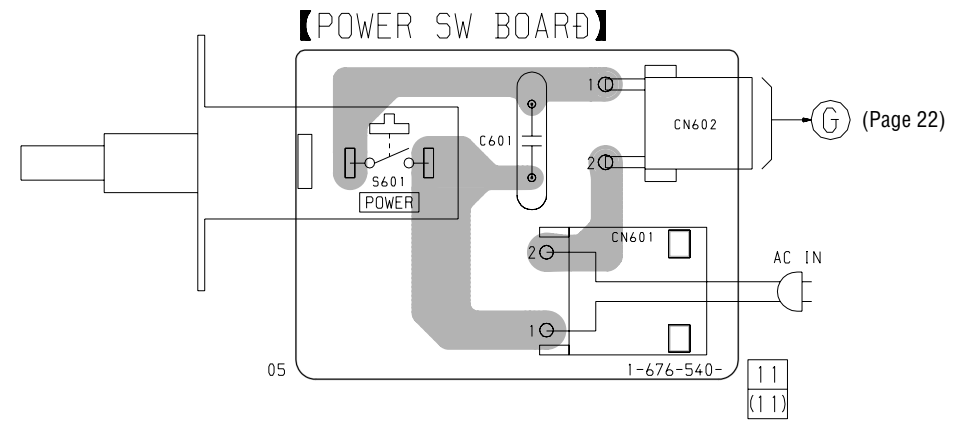 【POWER SW BOARD】
1
C601
CN602
G (Page 22)
2
S601
POWER
CN601
2
AC IN
1
05
1-676-540-
11
(11)